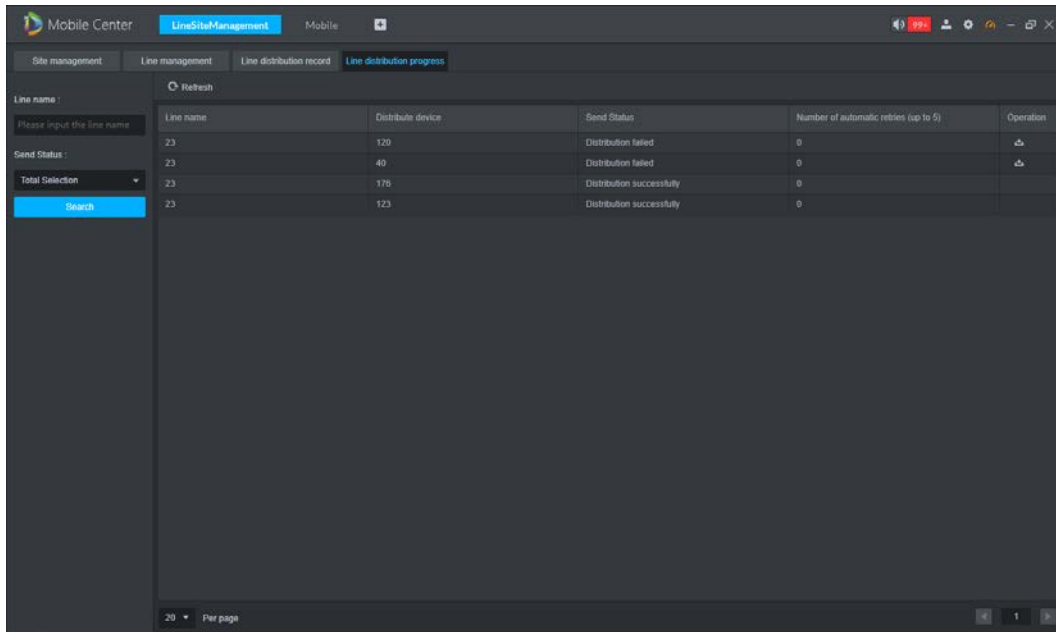 Mobile Center LineSiteManagement Mobile 99+
Site management Line management Line distribution record Line distribution progress
Refresh
Line name :
Please input the line name
Send Status :
Total Selection
Search
Line name Distribute device Send Status Number of automatic retries (up to 5) Operation
23 120 Distribution failed 0
23 40 Distribution failed 0
23 176 Distribution successfully 0
23 123 Distribution successfully 0
20 Per page 1